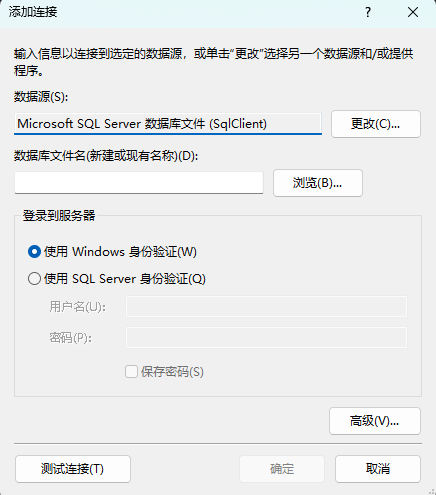 添加连接
?
输入信息以连接到选定的数据源，或单击“更改”选择另一个数据源和/或提供
程序。
数据源(S):
Microsoft SQL Server 数据库文件 (SqlClient)
更改(C)...
数据库文件名(新建或现有名称)(D):
浏览(B)...
登录到服务器
使用 Windows 身份验证(W)
使用 SQL Server 身份验证(Q)
用户名(U):
密码(P):
保存密码(S)
高级(V)...
测试连接(T)
确定
取消